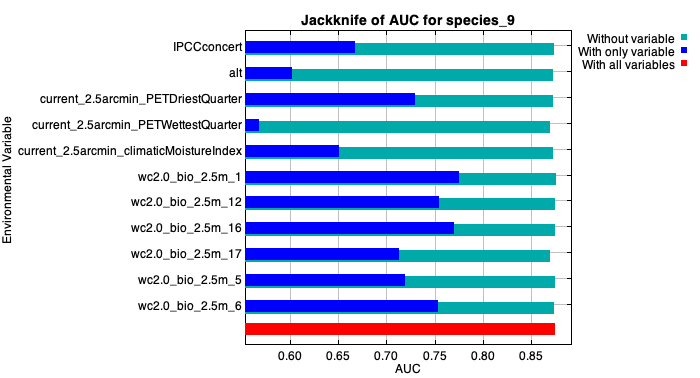 Jackknife of AUC for species_9
Without variable
With only variable
With all variables
Environmental Variable
IPCCconcert
alt
current_2.5arcmin_PETDriestQuarter
current_2.5arcmin_PETWettestQuarter
current_2.5arcmin_climaticMoistureIndex
wc2.0_bio_2.5m_1
wc2.0_bio_2.5m_12
wc2.0_bio_2.5m_16
wc2.0_bio_2.5m_17
wc2.0_bio_2.5m_5
wc2.0_bio_2.5m_6
0.60 0.65 0.70 0.75 0.80 0.85
AUC